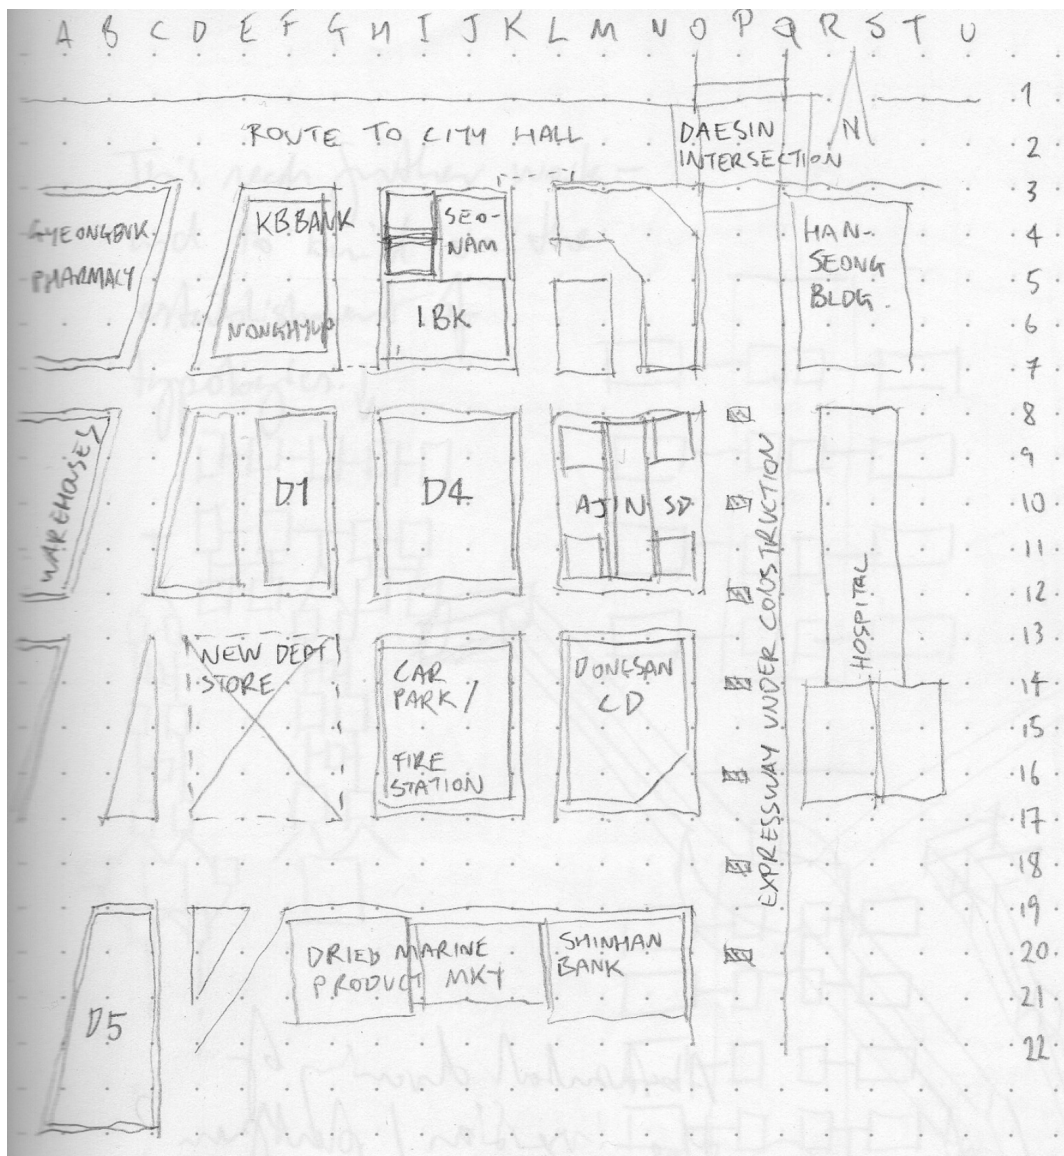 A B C D E F G H I J K L M N O P Q R S T U
1
ROUTE TO CITY HALL
DAESIN
INTERSECTION
N
2
3
GYEONGBUK
PHARMACY
KB BANK
NONGHYUP
SEO-
NAM
IBK
HAN-
SEONG
BLDG.
4
5
6
7
8
WAREHOUSES
D1
D4
AJIN SD
EXPRESSWAY UNDER CONSTRUCTION
HOSPITAL
9
10
11
12
13
NEW DEPT
STORE
CAR
PARK /
FIRE
STATION
DONGSAN
CD
14
15
16
17
18
19
D5
DRIED MARINE
PRODUCT MKT
SHINHAN
BANK
20
21
22